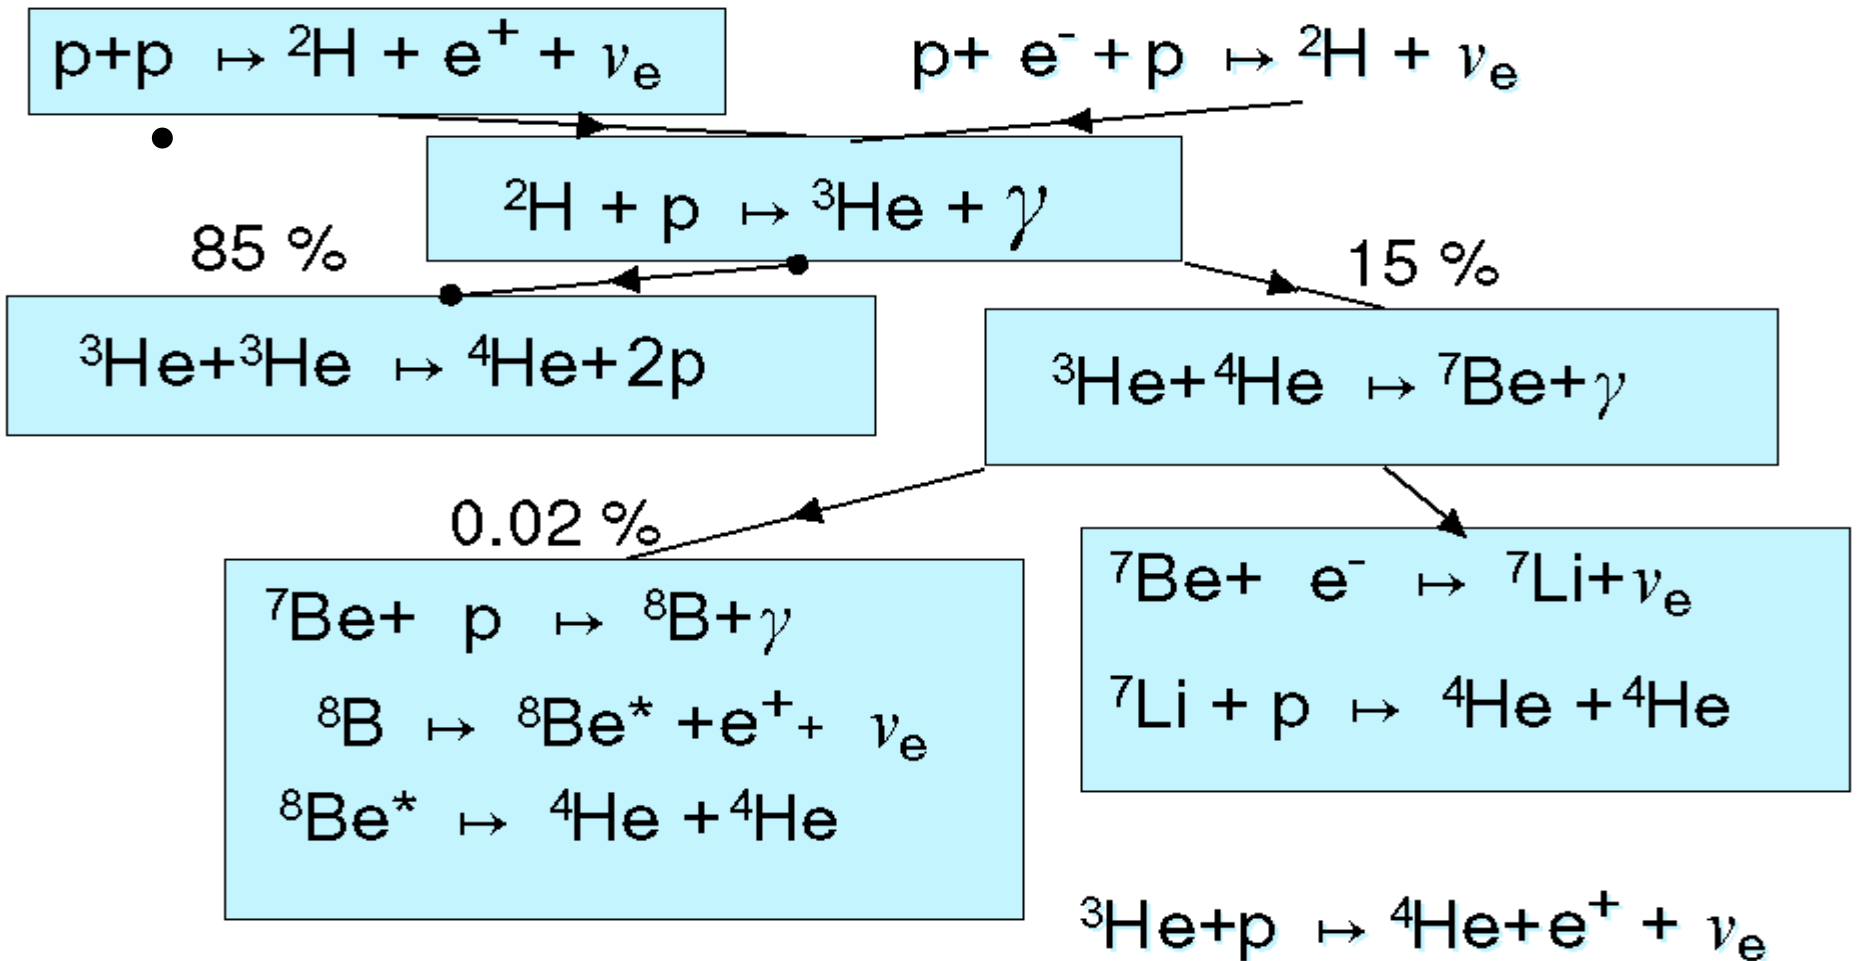 p+p ↦ ²H + e⁺ + νₑ
p+ e⁻ + p ↦ ²H + νₑ
²H + p ↦ ³He + γ
85 %
15 %
³He+³He ↦ ⁴He+2p
³He+⁴He ↦ ⁷Be+γ
0.02 %
⁷Be+ p ↦ ⁸B+γ
⁸B ↦ ⁸Be* +e⁺+ νₑ
⁸Be* ↦ ⁴He +⁴He
⁷Be+ e⁻ ↦ ⁷Li+νₑ
⁷Li + p ↦ ⁴He +⁴He
³He+p ↦ ⁴He+e⁺ + νₑ